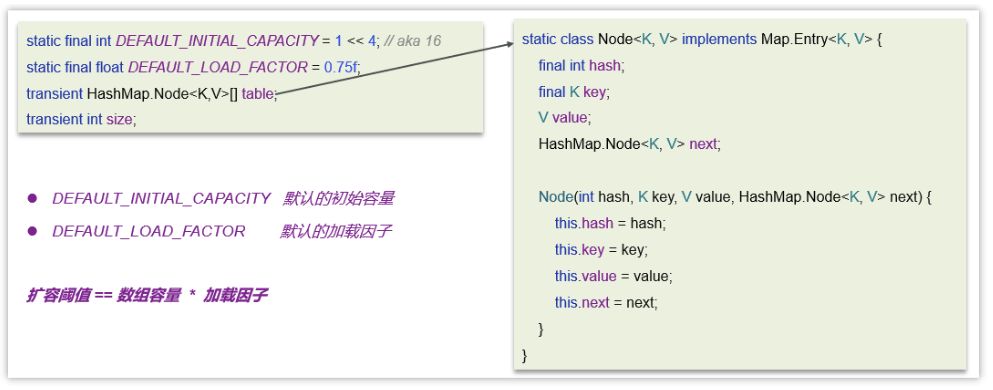 static final int DEFAULT_INITIAL_CAPACITY = 1 << 4; // aka 16
static final float DEFAULT_LOAD_FACTOR = 0.75f;
transient HashMap.Node<K,V>[] table;
transient int size;
● DEFAULT_INITIAL_CAPACITY 默认的初始容量
● DEFAULT_LOAD_FACTOR 默认的加载因子
扩容阈值 == 数组容量 * 加载因子
static class Node<K, V> implements Map.Entry<K, V> {
final int hash;
final K key;
V value;
HashMap.Node<K, V> next;
Node(int hash, K key, V value, HashMap.Node<K, V> next) {
this.hash = hash;
this.key = key;
this.value = value;
this.next = next;
}
}